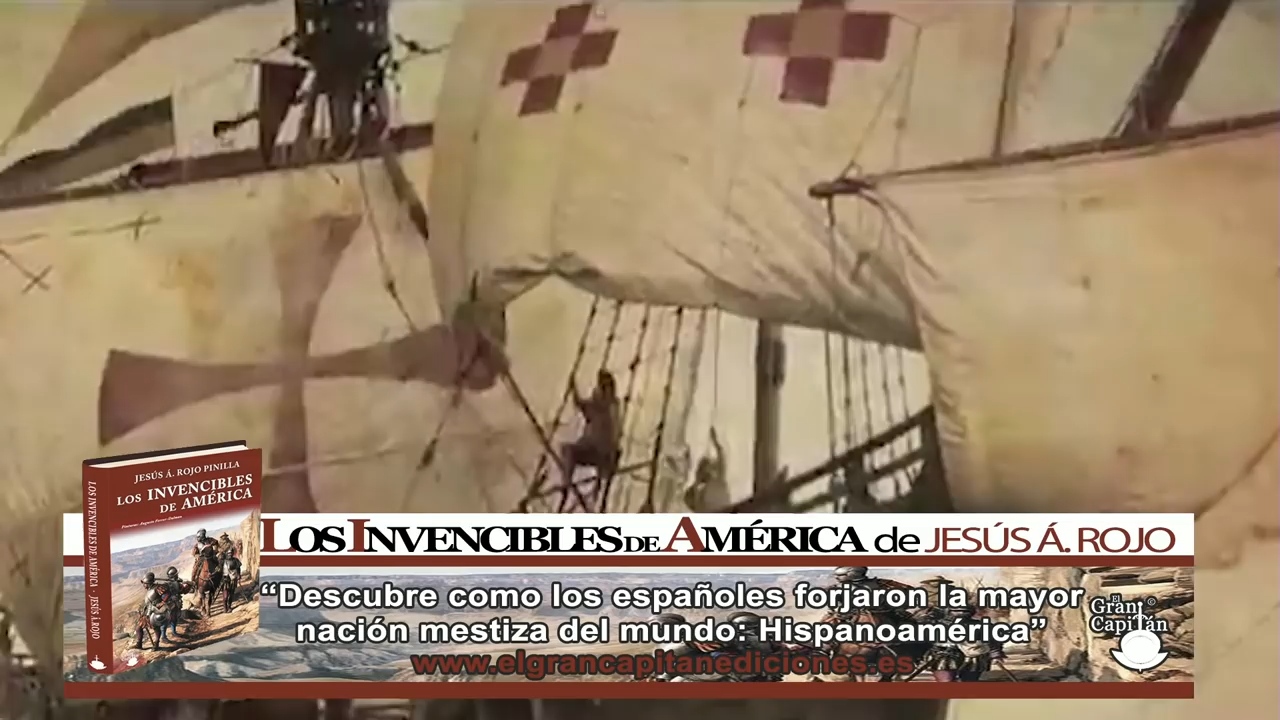 JESÚS Á. ROJO PINILLA
LOS INVENCIBLES
DE AMÉRICA
LOS INVENCIBLES DE AMÉRICA · JESÚS Á. ROJO
LOS INVENCIBLES DE AMÉRICA de JESÚS Á. ROJO
“Descubre como los españoles forjaron la mayor
nación mestiza del mundo: Hispanoamérica”
www.elgrancapitanediciones.es
El
Gran ©
Capitán